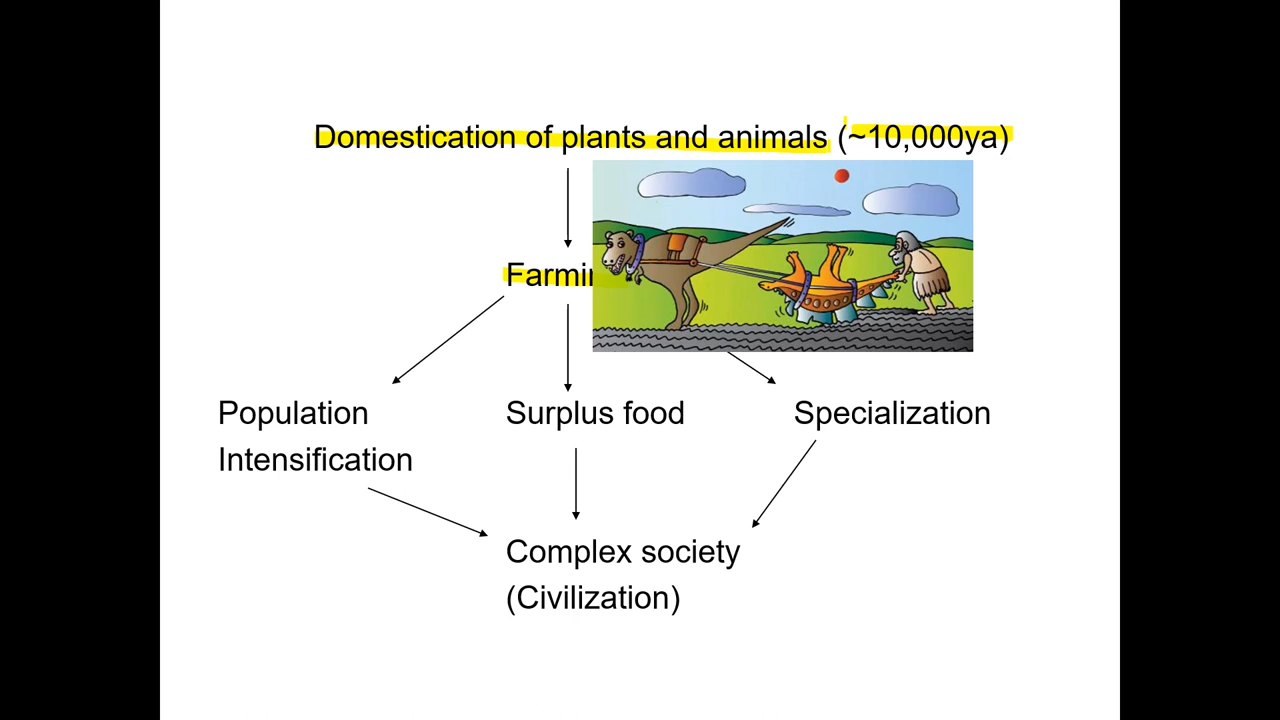 Domestication of plants and animals (~10,000ya)
Population
Surplus food
Specialization
Intensification
Complex society
(Civilization)